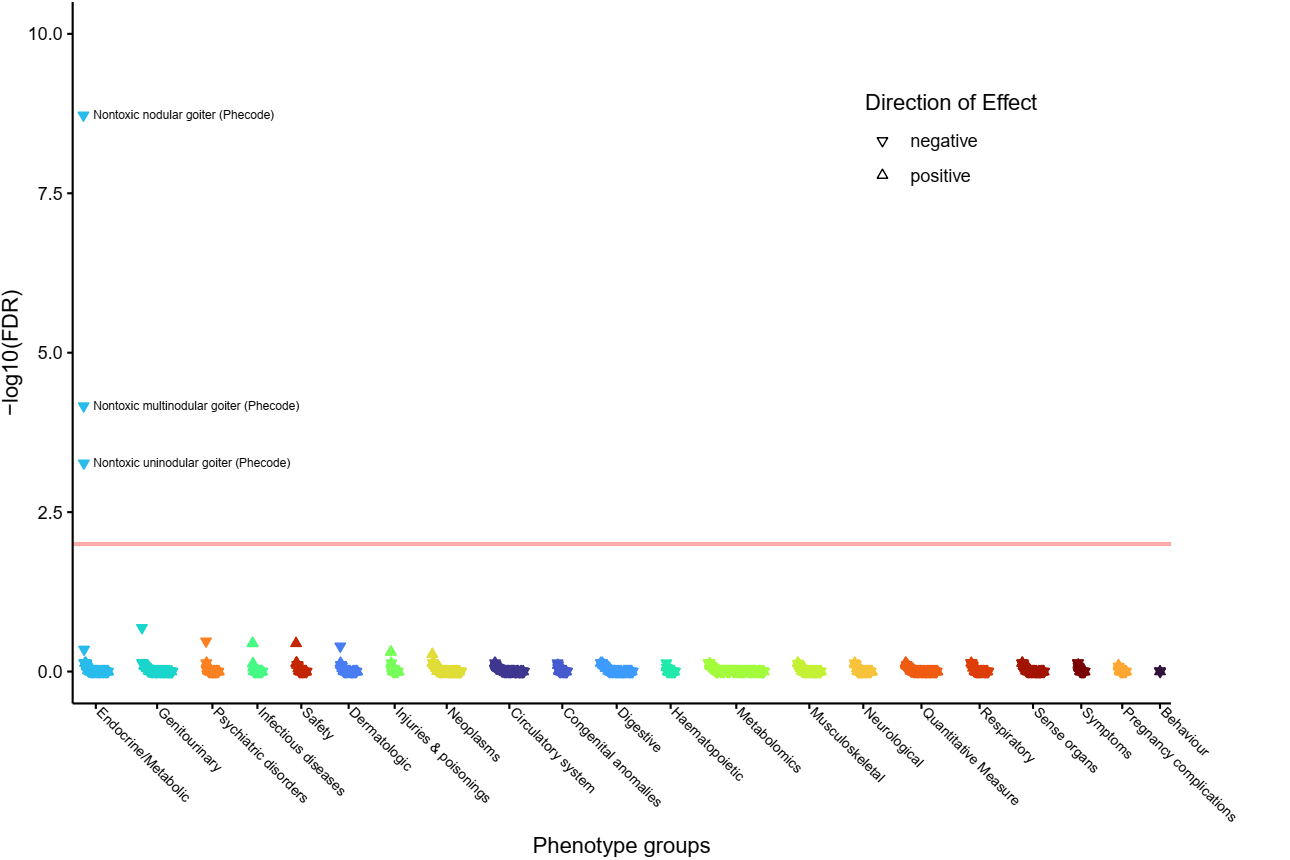 10.0
Direction of Effect
Nontoxic nodular goiter (Phecode)
negative
positive
7.5
−log10(FDR)
5.0
Nontoxic multinodular goiter (Phecode)
Nontoxic uninodular goiter (Phecode)
2.5
0.0
Endocrine/Metabolic
Genitourinary
Psychiatric disorders
Infectious diseases
Safety
Dermatologic
Injuries & poisonings
Neoplasms
Circulatory system
Congenital anomalies
Digestive
Haematopoietic
Metabolomics
Musculoskeletal
Neurological
Quantitative Measure
Respiratory
Sense organs
Symptoms
Pregnancy complications
Behaviour
Phenotype groups